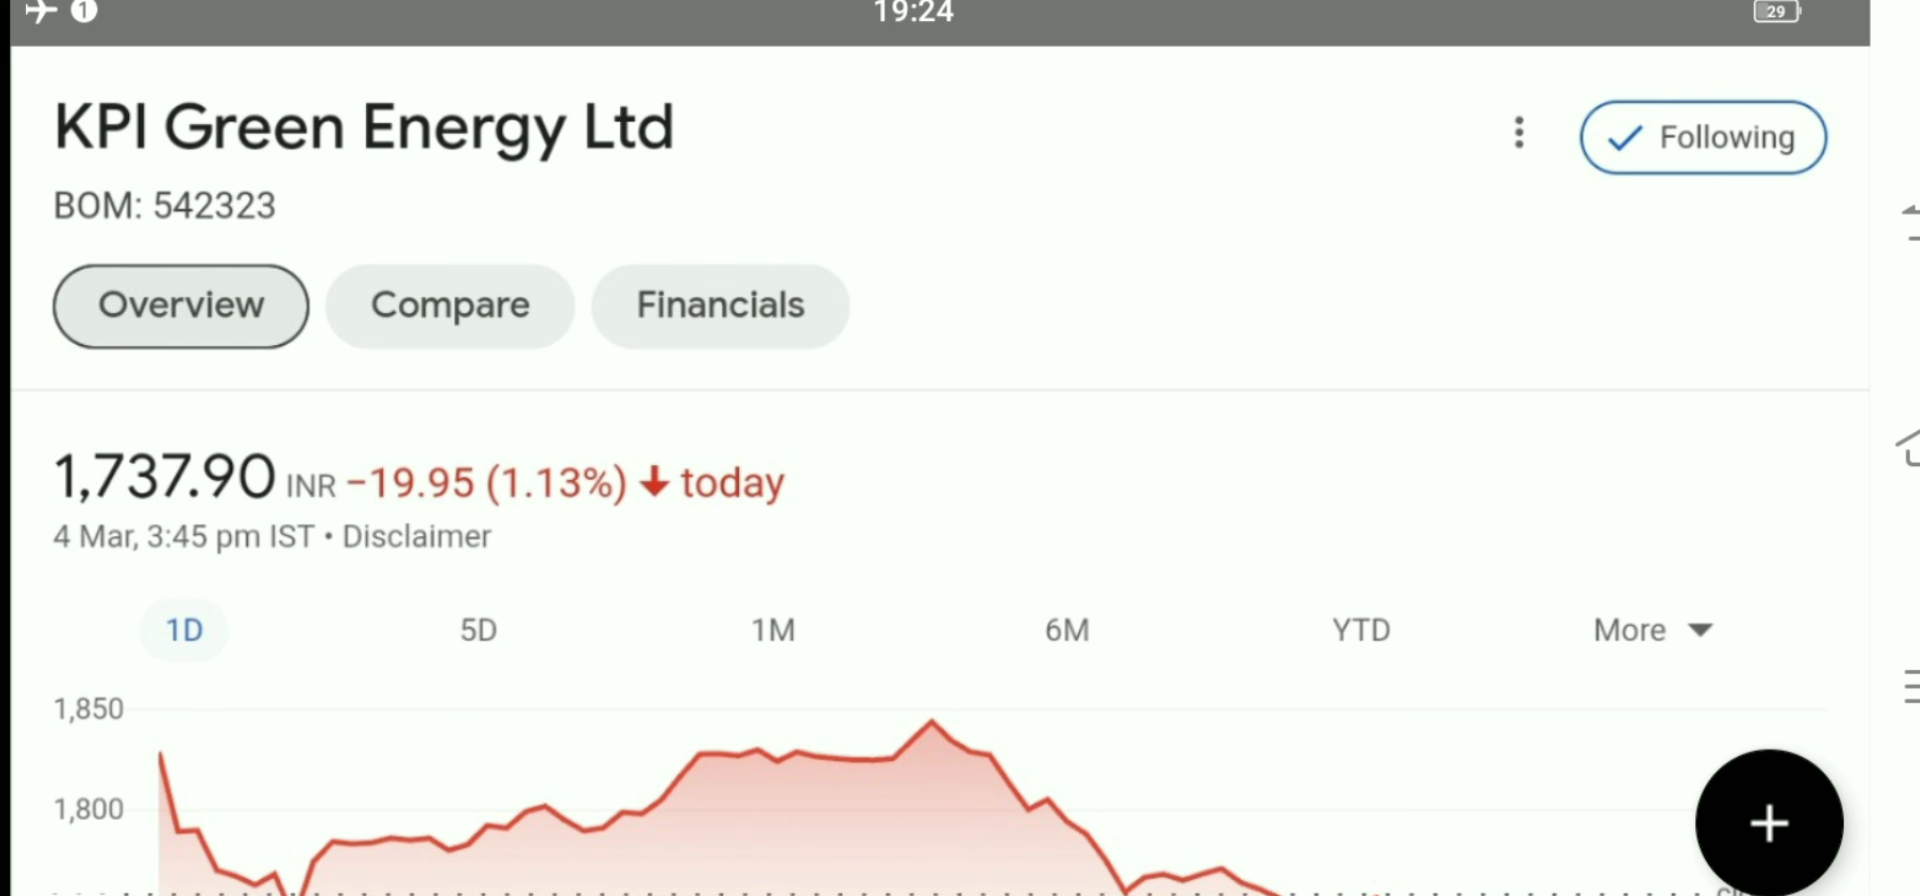 1 19:24 29
KPI Green Energy Ltd
Following
BOM: 542323
Overview Compare Financials
1,737.90 INR −19.95 (1.13%) today
4 Mar, 3:45 pm IST • Disclaimer
1D 5D 1M 6M YTD More
1,850
1,800